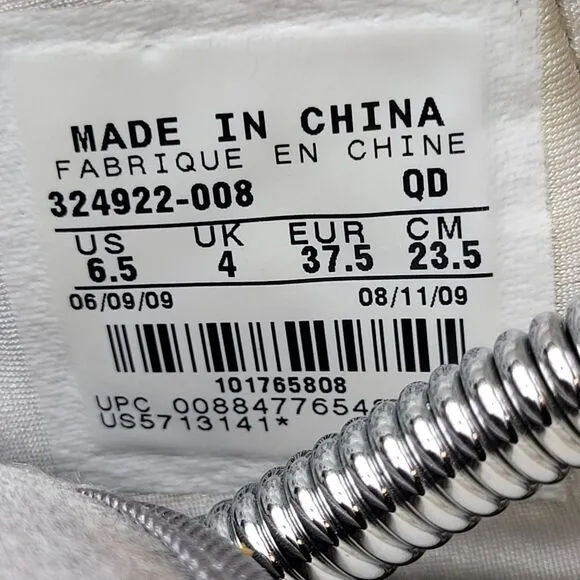 MADE IN CHINA
FABRIQUE EN CHINE
324922-008 QD
US UK EUR CM
6.5 4 37.5 23.5
06/09/09 08/11/09
101765808
UPC
US5713141*